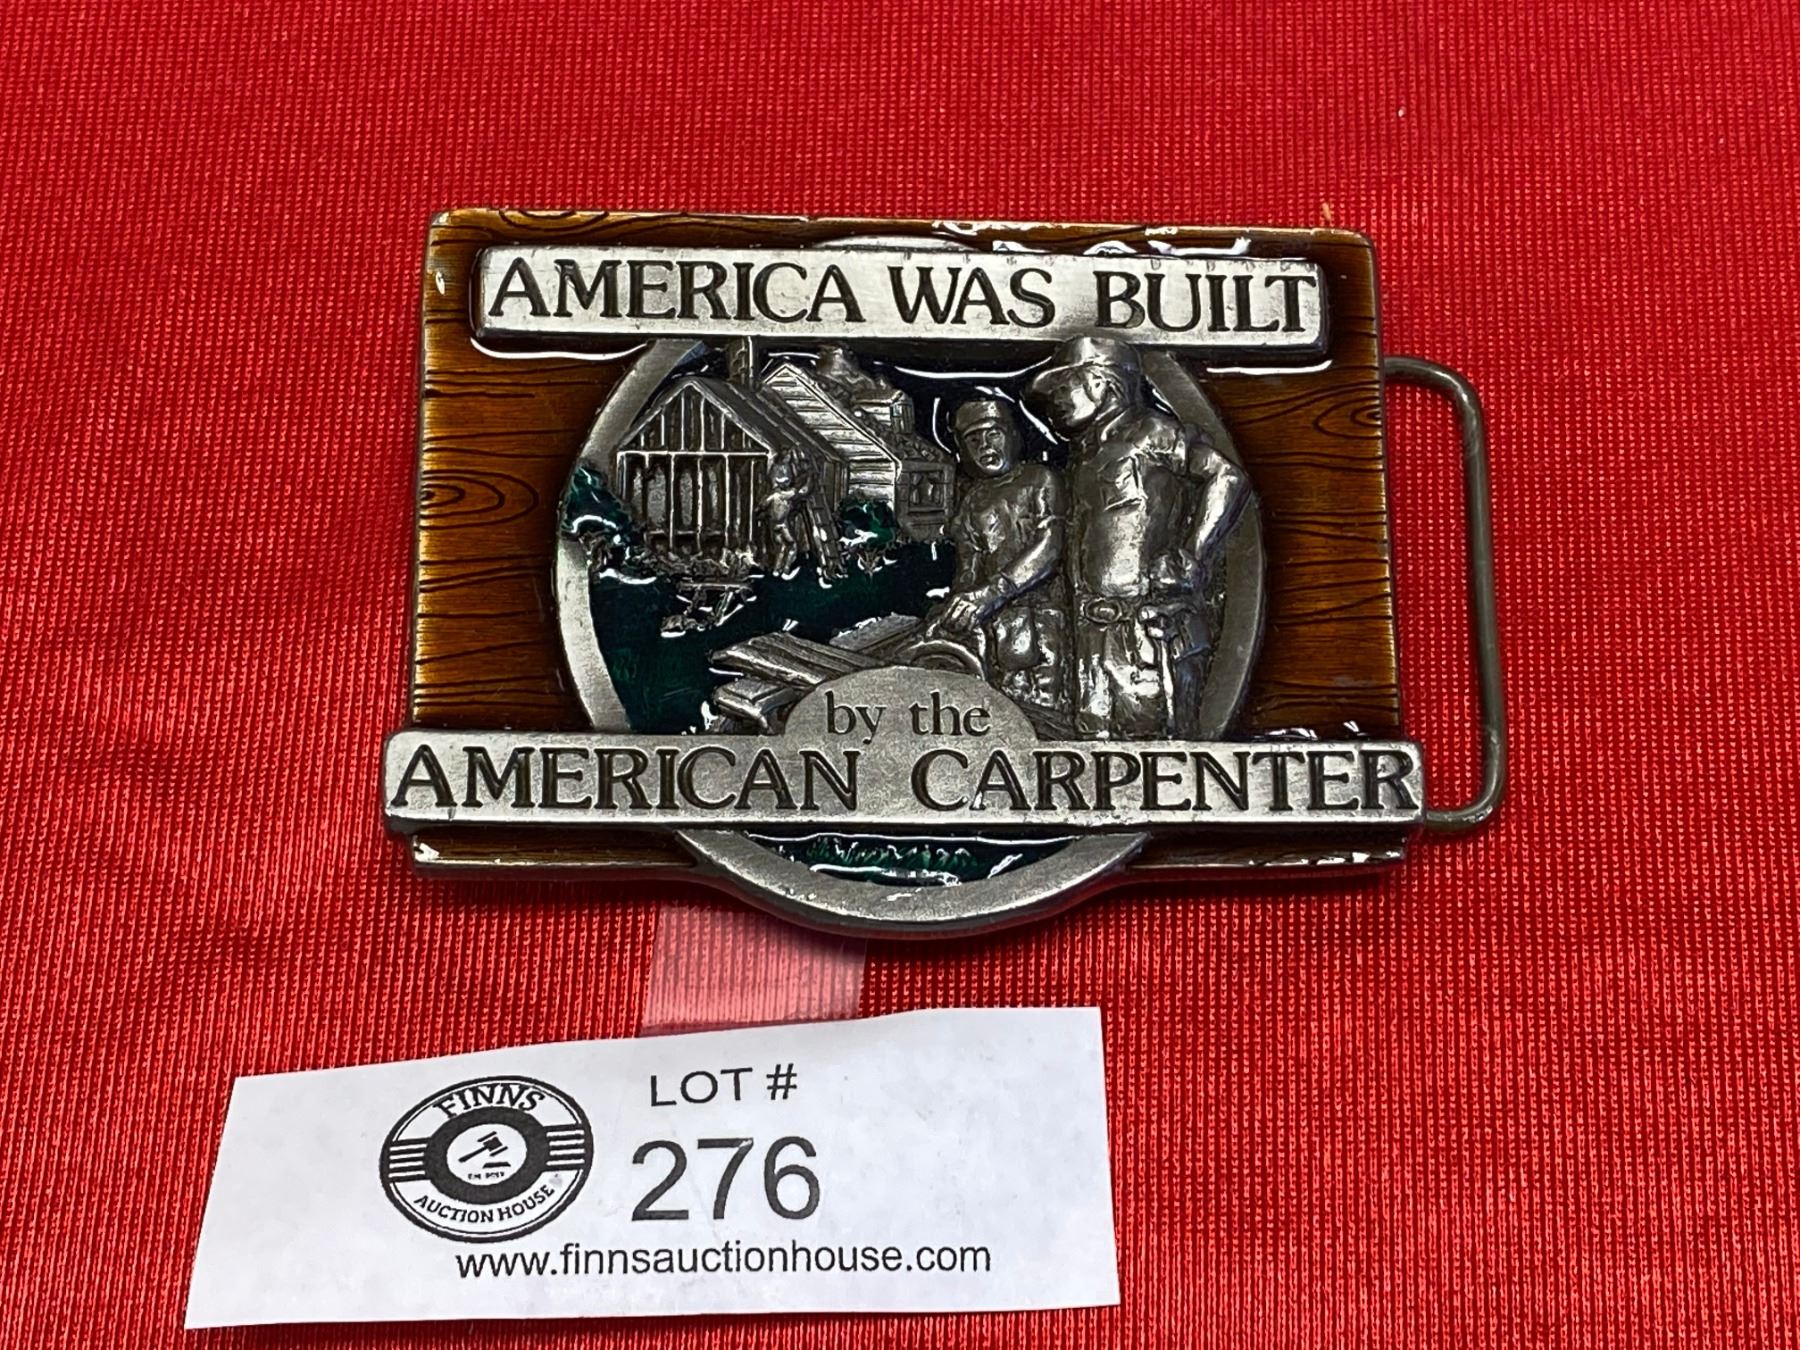 AMERICA WAS BUILT
by the
AMERICAN CARPENTER
LOT #
276
FINNS
AUCTION HOUSE
www.finnsauctionhouse.com